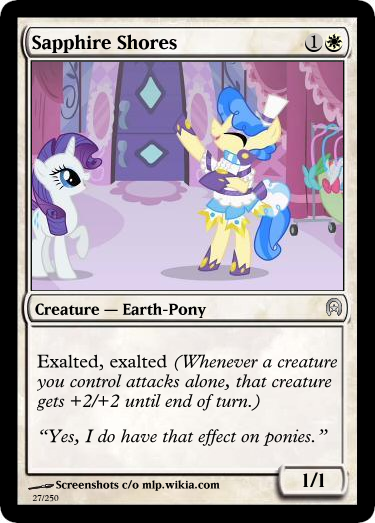 Sapphire Shores 1
Creature — Earth-Pony
Exalted, exalted (Whenever a creature
you control attacks alone, that creature
gets +2/+2 until end of turn.)
“Yes, I do have that effect on ponies.”
1/1
Screenshots c/o mlp.wikia.com
27/250